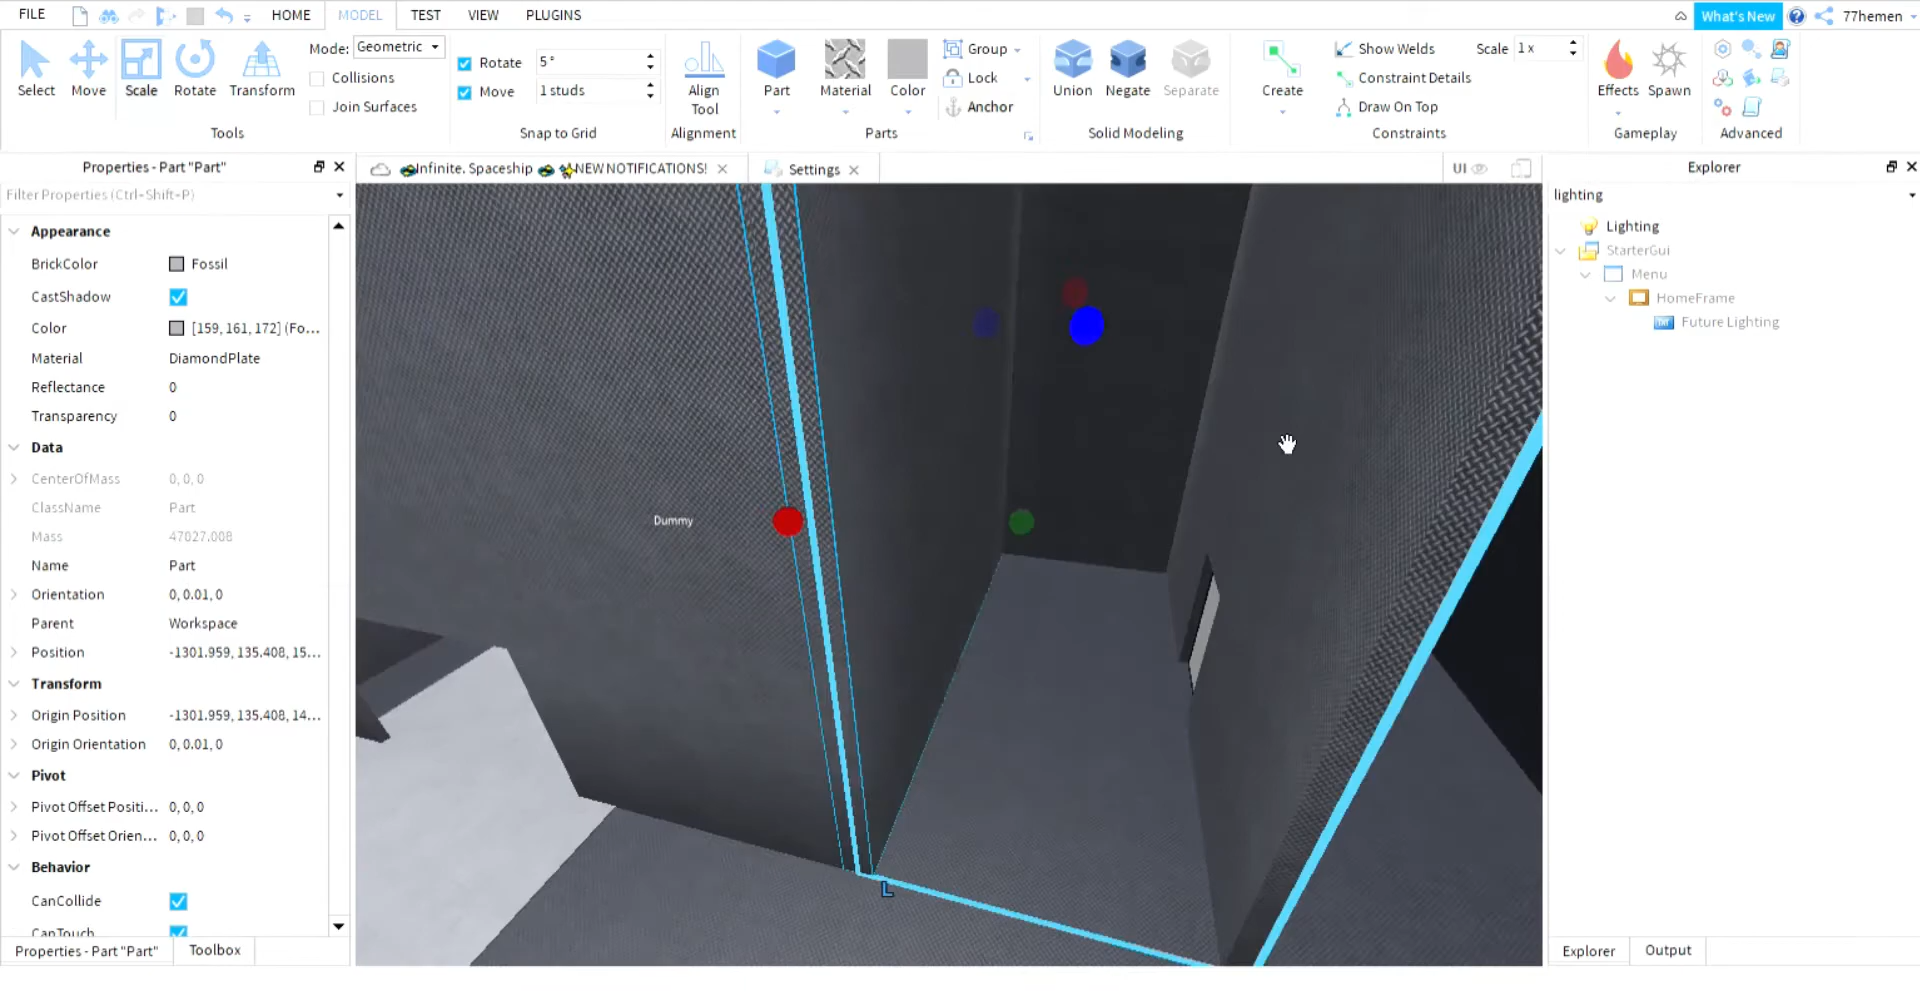 FILE HOME MODEL TEST VIEW PLUGINS What's New 77hemen
Select Move Scale Rotate Transform
Mode: Geometric
Collisions
Join Surfaces
Tools
Rotate 5°
Move 1 studs
Snap to Grid
Align Tool
Alignment
Part Material Color
Group
Lock
Anchor
Parts
Union Negate Separate
Solid Modeling
Create
Show Welds Scale 1 x
Constraint Details
Draw On Top
Constraints
Effects Spawn
Gameplay
Advanced
Properties - Part "Part"
Filter Properties (Ctrl+Shift+P)
Appearance
BrickColor Fossil
CastShadow
Color [159, 161, 172] (Fo...
Material DiamondPlate
Reflectance 0
Transparency 0
Data
CenterOfMass 0, 0, 0
ClassName Part
Mass 47027.008
Name Part
Orientation 0, 0.01, 0
Parent Workspace
Position -1301.959, 135.408, 15...
Transform
Origin Position -1301.959, 135.408, 14...
Origin Orientation 0, 0.01, 0
Pivot
Pivot Offset Positi... 0, 0, 0
Pivot Offset Orien... 0, 0, 0
Behavior
CanCollide
CanTouch
Properties - Part "Part" Toolbox
Infinite. Spaceship NEW NOTIFICATIONS! Settings UI
Dummy
L
Explorer
lighting
Lighting
StarterGui
Menu
HomeFrame
TXT Future Lighting
Explorer Output